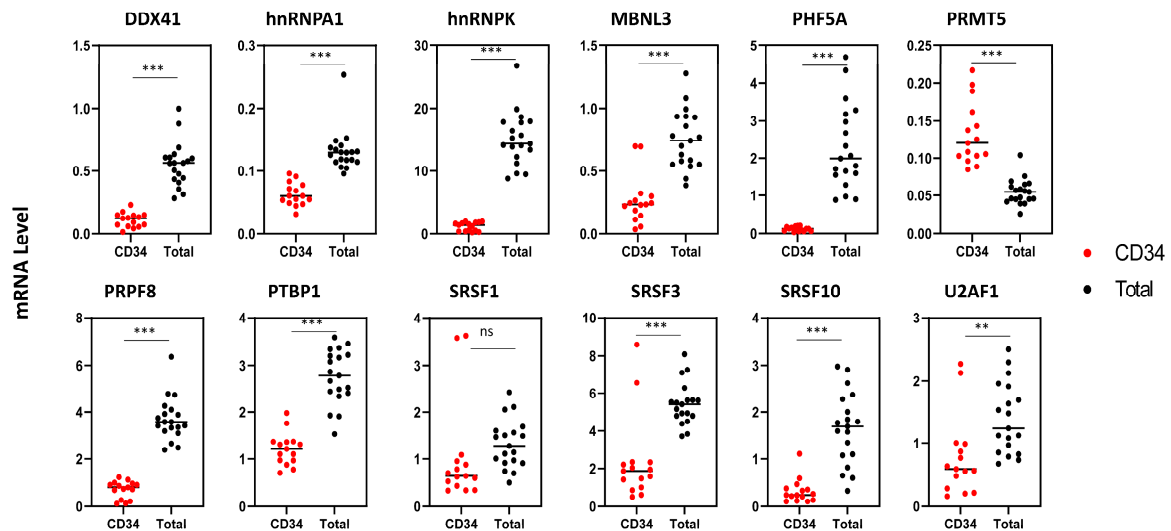 DDX41 hnRNPA1 hnRNPK MBNL3 PHF5A PRMT5
1.5 0.3 30 1.5 5 0.25
*** *** *** *** *** ***
4 0.20
1.0 0.2 20 1.0
3 0.15
2 0.10
0.5 0.1 10 0.5
1 0.05
0.0 0.0 0 0.0 0 0.00
CD34 Total CD34 Total CD34 Total CD34 Total CD34 Total CD34 Total
mRNA Level
CD34
Total
PRPF8 PTBP1 SRSF1 SRSF3 SRSF10 U2AF1
8 4 4 10 4 3
*** *** ns *** *** **
8
6 3 3 3
2
6
4 2 2 2
4
1
2 1 1 1
2
0 0 0 0 0 0
CD34 Total CD34 Total CD34 Total CD34 Total CD34 Total CD34 Total